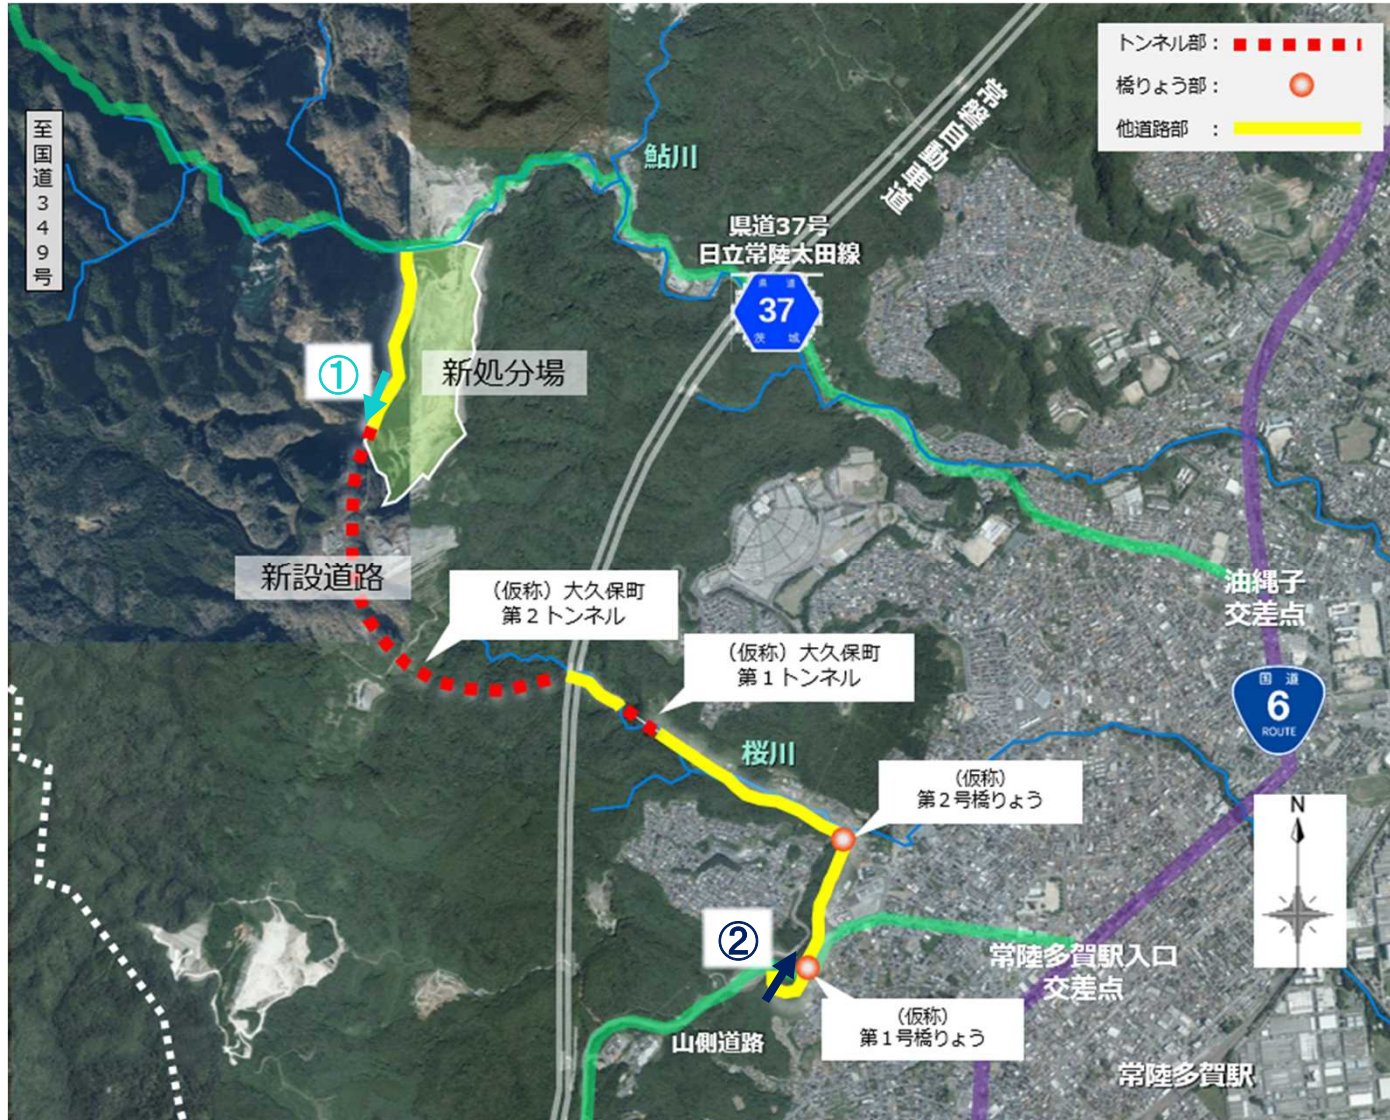 トンネル部：
橋りょう部：
他道路部　：
至国道349号
鮎川
常磐自動車道
県道37号
日立常陸太田線
県道
37
茨城
①
新処分場
新設道路
（仮称）大久保町
第２トンネル
（仮称）大久保町
第１トンネル
油縄子
交差点
国道
6
ROUTE
桜川
（仮称）
第２号橋りょう
N
②
常陸多賀駅入口
交差点
（仮称）
第１号橋りょう
山側道路
常陸多賀駅